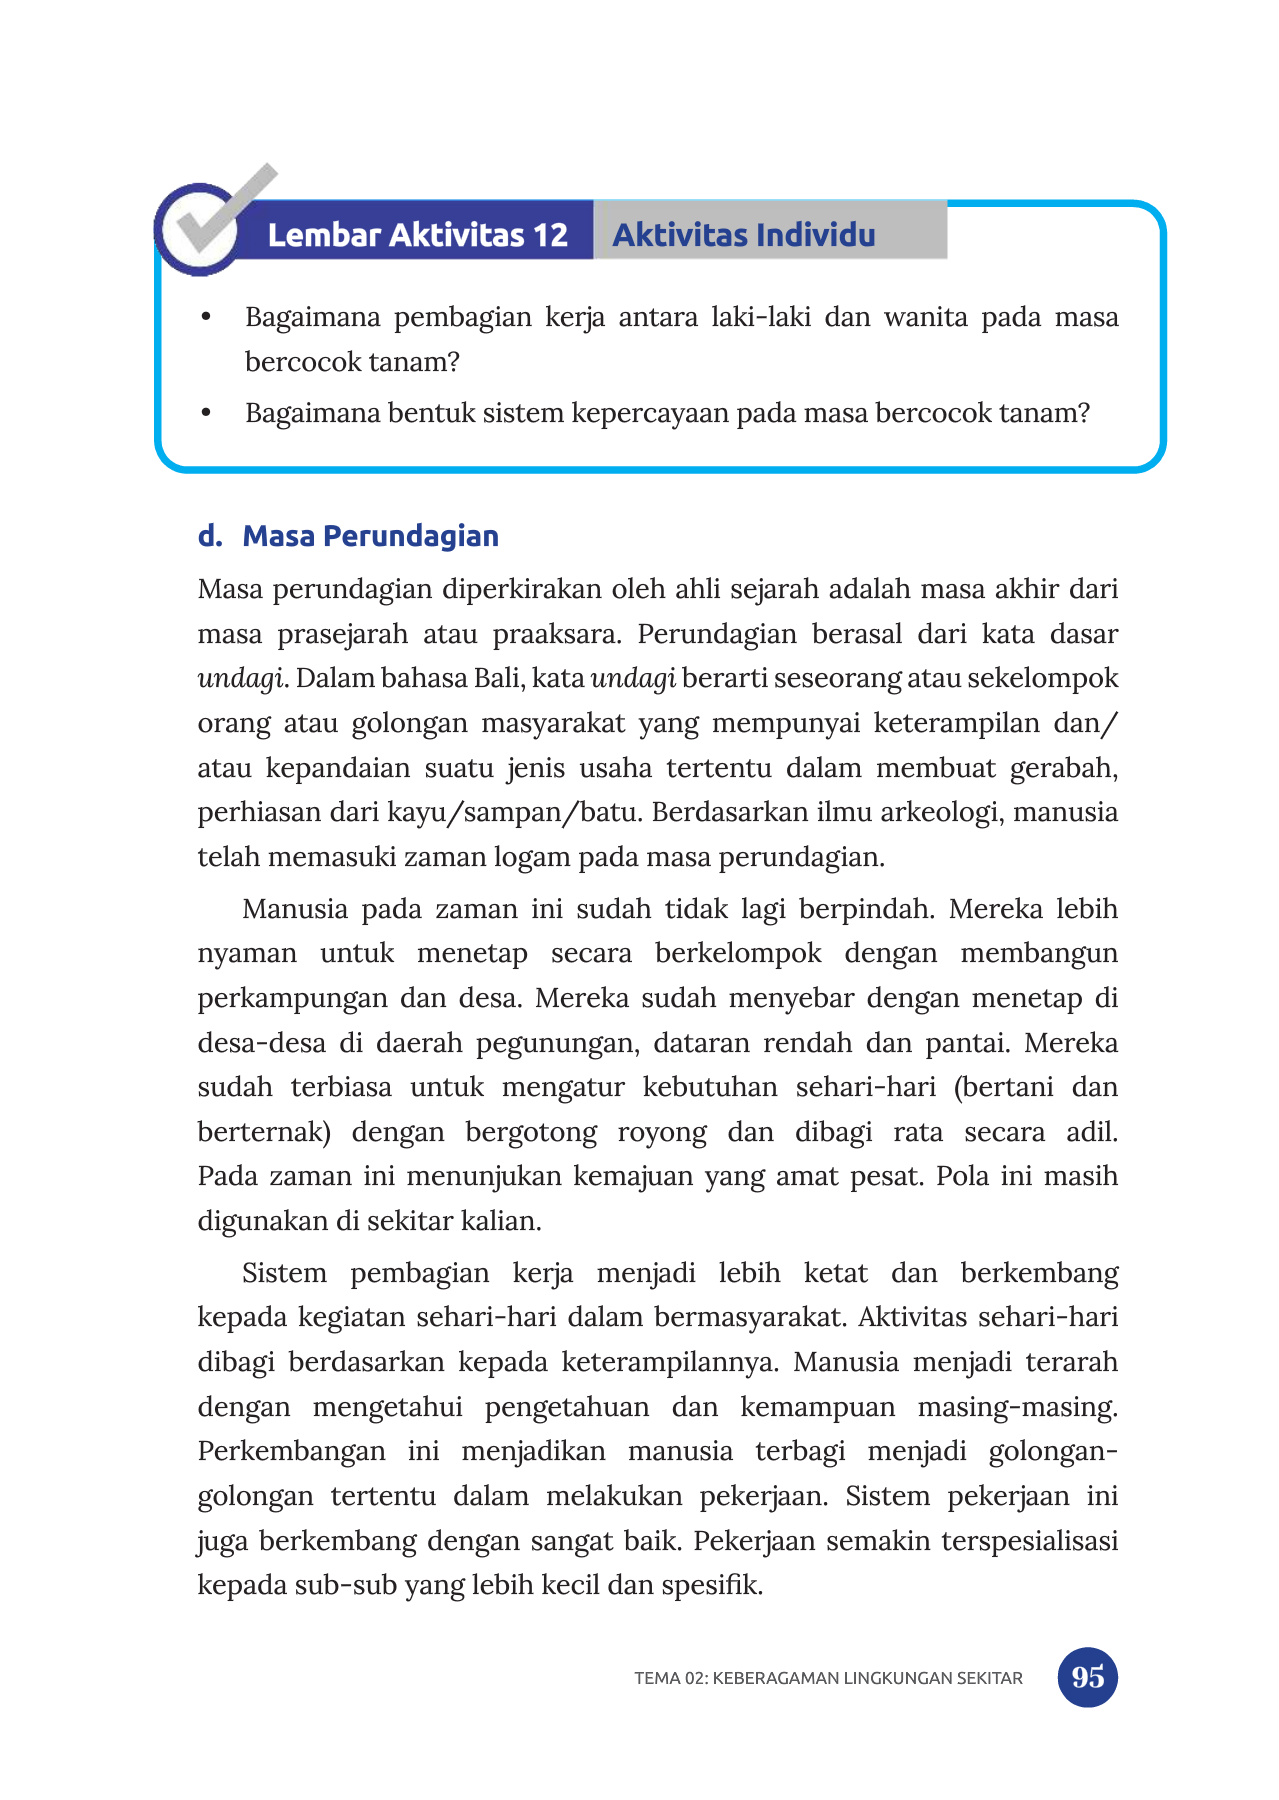 Lembar Aktivitas 12 Aktivitas Individu
• Bagaimana pembagian kerja antara laki-laki dan wanita pada masa
bercocok tanam?
• Bagaimana bentuk sistem kepercayaan pada masa bercocok tanam?
d. Masa Perundagian
Masa perundagian diperkirakan oleh ahli sejarah adalah masa akhir dari
masa prasejarah atau praaksara. Perundagian berasal dari kata dasar
undagi. Dalam bahasa Bali, kata undagi berarti seseorang atau sekelompok
orang atau golongan masyarakat yang mempunyai keterampilan dan/
atau kepandaian suatu jenis usaha tertentu dalam membuat gerabah,
perhiasan dari kayu/sampan/batu. Berdasarkan ilmu arkeologi, manusia
telah memasuki zaman logam pada masa perundagian.
Manusia pada zaman ini sudah tidak lagi berpindah. Mereka lebih
nyaman untuk menetap secara berkelompok dengan membangun
perkampungan dan desa. Mereka sudah menyebar dengan menetap di
desa-desa di daerah pegunungan, dataran rendah dan pantai. Mereka
sudah terbiasa untuk mengatur kebutuhan sehari-hari (bertani dan
berternak) dengan bergotong royong dan dibagi rata secara adil.
Pada zaman ini menunjukan kemajuan yang amat pesat. Pola ini masih
digunakan di sekitar kalian.
Sistem pembagian kerja menjadi lebih ketat dan berkembang
kepada kegiatan sehari-hari dalam bermasyarakat. Aktivitas sehari-hari
dibagi berdasarkan kepada keterampilannya. Manusia menjadi terarah
dengan mengetahui pengetahuan dan kemampuan masing-masing.
Perkembangan ini menjadikan manusia terbagi menjadi golongan-
golongan tertentu dalam melakukan pekerjaan. Sistem pekerjaan ini
juga berkembang dengan sangat baik. Pekerjaan semakin terspesialisasi
kepada sub-sub yang lebih kecil dan spesifik.
TEMA 02: KEBERAGAMAN LINGKUNGAN SEKITAR 95